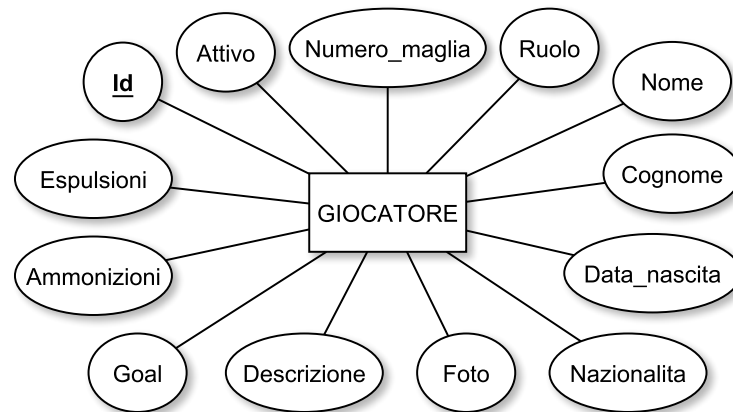 Numero_maglia
Ruolo
Attivo
Id
Nome
Espulsioni
Cognome
GIOCATORE
Ammonizioni
Data_nascita
Goal
Descrizione
Foto
Nazionalita